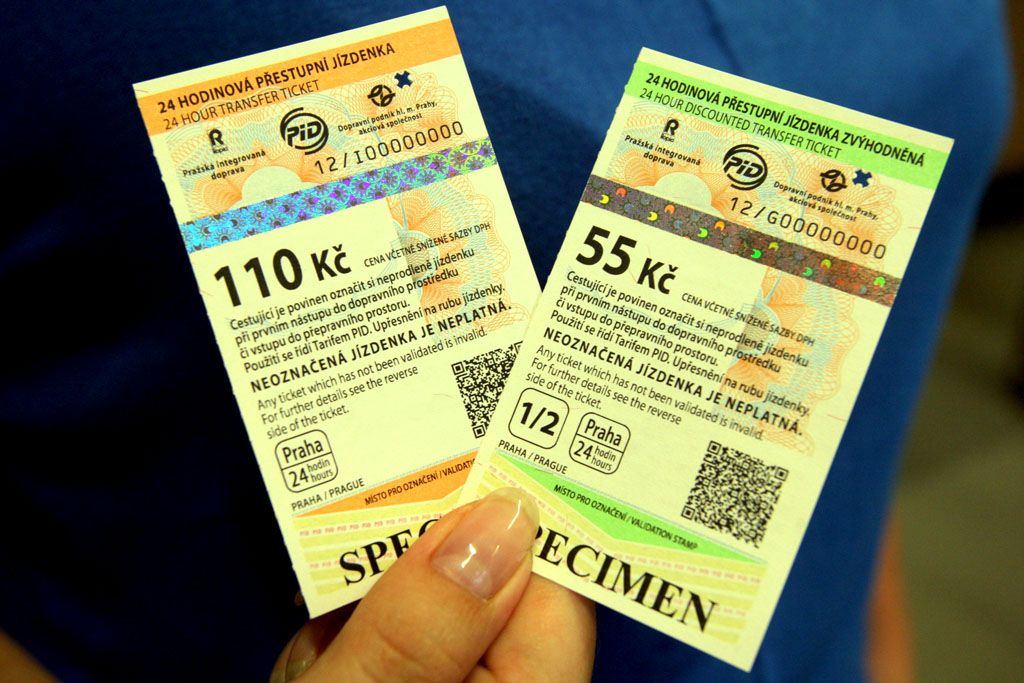 24 HODINOVÁ PŘESTUPNÍ JÍZDENKA
24 HOUR TRANSFER TICKET
R
Pražská integrovaná
doprava
PiD
Dopravní podnik hl. m. Prahy,
akciová společnost
12/I0000000
110 Kč CENA VČETNĚ SNÍŽENÉ SAZBY DPH
Cestující je povinen označit si neprodleně jízdenku
při prvním nástupu do dopravního prostředku
či vstupu do přepravního prostoru.
Použití se řídí Tarifem PID. Upřesnění na rubu jízdenky.
NEOZNAČENÁ JÍZDENKA JE NEPLATNÁ.
Any ticket which has not been validated is invalid.
For further details see the reverse
side of the ticket.
Praha
24 hodin
hours
PRAHA / PRAGUE
MÍSTO PRO OZNAČENÍ / VALIDATI
SPEC
24 HODINOVÁ PŘESTUPNÍ JÍZDENKA ZVÝHODNĚNÁ
24 HOUR DISCOUNTED TRANSFER TICKET
R
Pražská integrovaná
doprava
PiD
Dopravní podnik hl. m. Prahy,
akciová společnost
12/G00000000
55 Kč CENA VČETNĚ SNÍŽENÉ SAZBY DPH
Cestující je povinen označit si neprodleně jízdenku
při prvním nástupu do dopravního prostředku
či vstupu do přepravního prostoru.
Použití se řídí Tarifem PID. Upřesnění na rubu jízdenky.
NEOZNAČENÁ JÍZDENKA JE NEPLATNÁ.
Any ticket which has not been validated is invalid.
For further details see the reverse
side of the ticket.
1/2
Praha
24 hodin
hours
PRAHA / PRAGUE
MÍSTO PRO OZNAČENÍ / VALIDATION STAMP
PECIMEN